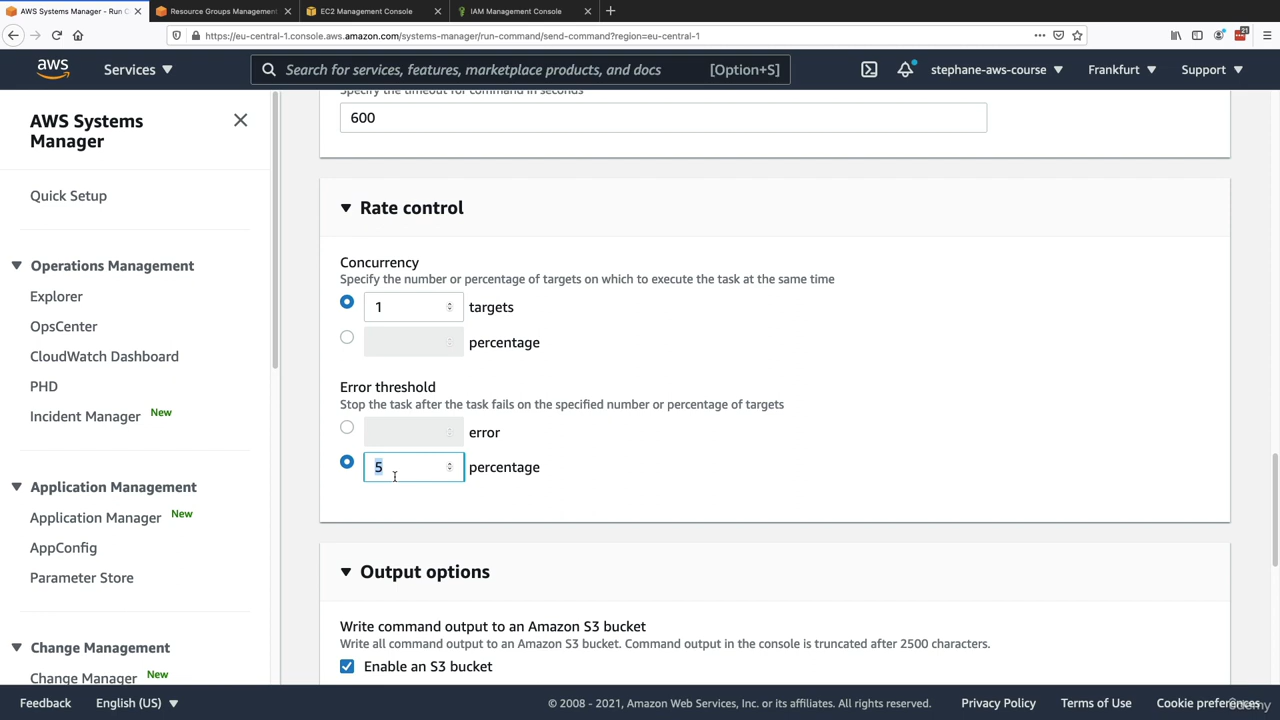 AWS Systems Manager - Run C
Resource Groups Management
EC2 Management Console
IAM Management Console
https://eu-central-1.console.aws.amazon.com/systems-manager/run-command/send-command?region=eu-central-1
21
aws
Services
Search for services, features, marketplace products, and docs
[Option+S]
stephane-aws-course
Frankfurt
Support
AWS Systems
Manager
Quick Setup
Operations Management
Explorer
OpsCenter
CloudWatch Dashboard
PHD
Incident Manager New
Application Management
Application Manager New
AppConfig
Parameter Store
Change Management
Change Manager New
Specify the timeout for command in seconds
600
Rate control
Concurrency
Specify the number or percentage of targets on which to execute the task at the same time
1 targets
percentage
Error threshold
Stop the task after the task fails on the specified number or percentage of targets
error
5 percentage
Output options
Write command output to an Amazon S3 bucket
Write all command output to an Amazon S3 bucket. Command output in the console is truncated after 2500 characters.
Enable an S3 bucket
Feedback
English (US)
© 2008 - 2021, Amazon Web Services, Inc. or its affiliates. All rights reserved.
Privacy Policy
Terms of Use
Cookie preferences
Udemy